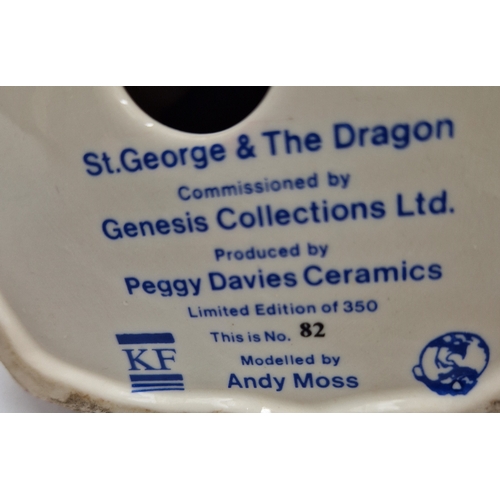 St.George & The Dragon
Commissioned by
Genesis Collections Ltd.
Produced by
Peggy Davies Ceramics
Limited Edition of 350
This is No. 82
KF
Modelled by
Andy Moss